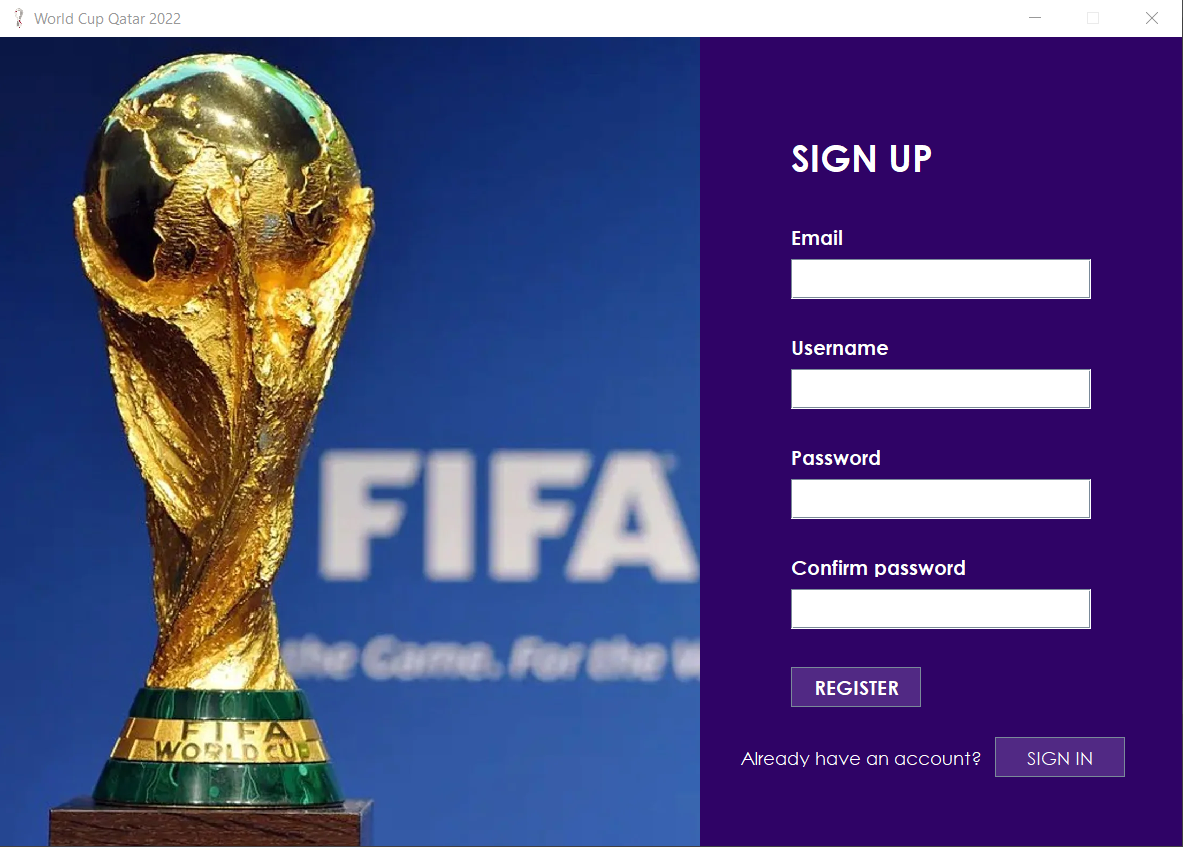 World Cup Qatar 2022
FIFA
the Game. For the
FIFA
WORLD CUP
SIGN UP
Email
Username
Password
Confirm password
REGISTER
Already have an account?
SIGN IN